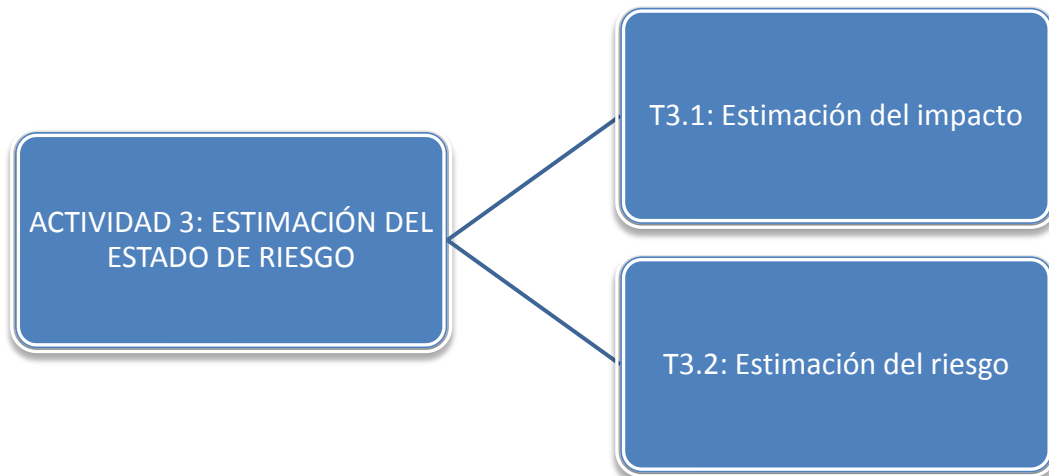 T3.1: Estimación del impacto
ACTIVIDAD 3: ESTIMACIÓN DEL
ESTADO DE RIESGO
T3.2: Estimación del riesgo